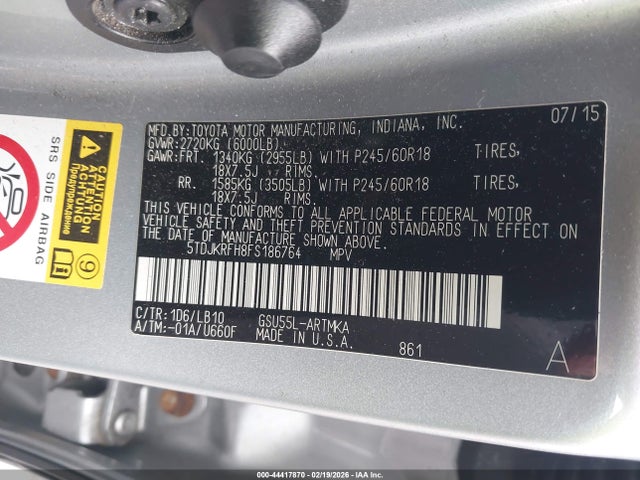 07/15
MFD.BY:TOYOTA MOTOR MANUFACTURING, INDIANA, INC.
GVWR:2720KG (6000LB)
GAWR:FRT. 1340KG (2955LB) WITH P245/60R18 TIRES,
18X7.5J RIMS.
RR. 1585KG (3505LB) WITH P245/60R18 TIRES,
18X7.5J RIMS.
THIS VEHICLE CONFORMS TO ALL APPLICABLE FEDERAL MOTOR
VEHICLE SAFETY AND THEFT PREVENTION STANDARDS IN EFFECT
ON THE DATE OF MANUFACTURE SHOWN ABOVE.
5TDJKRFH8FS186764 MPV
C/TR:1D6/LB10 GSU55L-ARTMKA
A/TM:-01A/U660F MADE IN U.S.A.
861
A
SRS SIDE AIRBAG
CAUTION
ATTENTION
ACHTUNG
Предупреждение
9
000-44417870 - 02/19/2026 - IAAI.COM